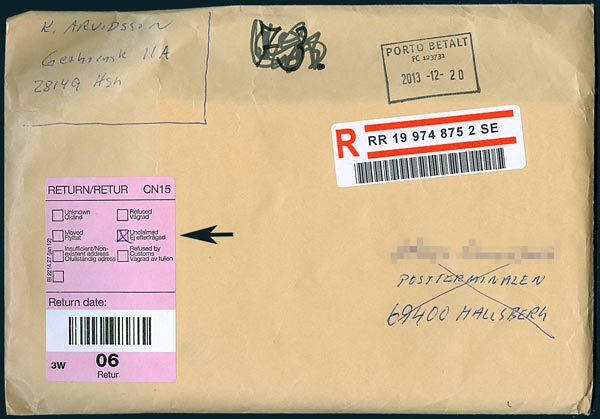 K. ARVIDSSON
11A
28149 Hsh
PORTO BETALT
FC 123731
2013 -12- 20
R RR 19 974 875 2 SE
RETURN/RETUR CN15
Unknown
Okänd
Refused
Vägrad
Moved
Flyttat
Unclaimed
Ej efterfrågad
Insufficient/Non-
existent address
Ofullständig adress
Refused by
Customs
Vägrad av tullen
Return date:
3W 06
Retur
POSTTERMINALEN
69400 HALLSBERG